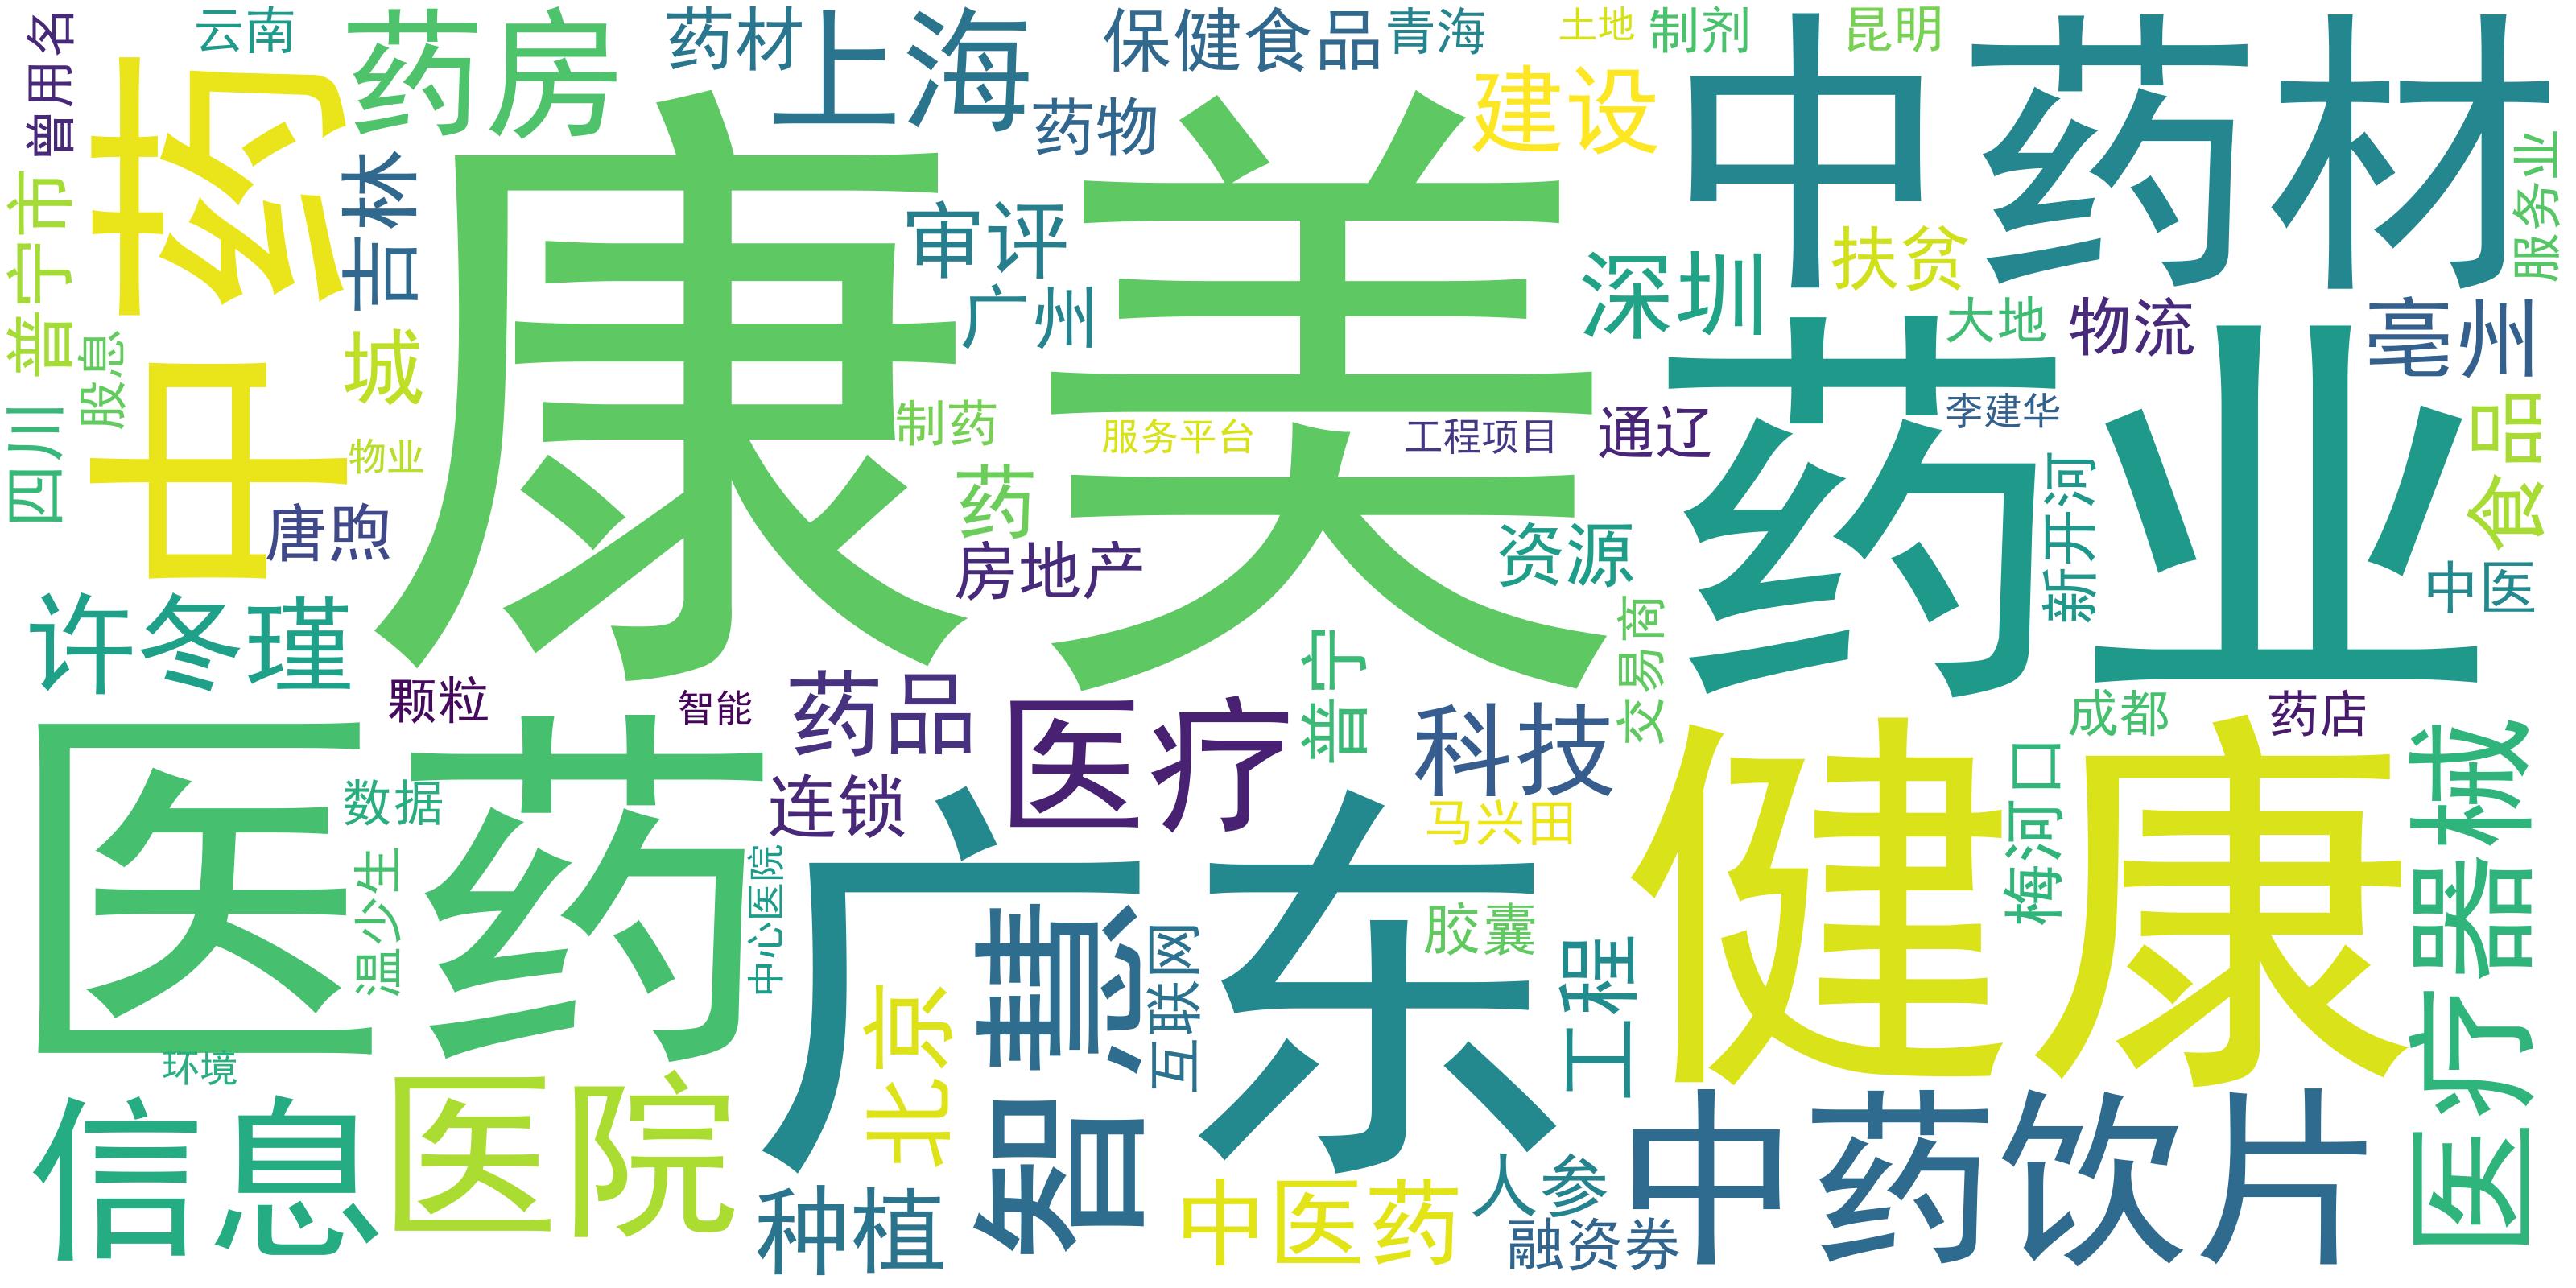 云南
药房
药材
上海
保健食品
青海
土地
制剂
昆明
中药材
曾用名
中药
康美
药物
建设
服务业
吉林
普宁市
审评
深圳
扶贫
广州
大地
物流
亳州
药业
城
股息
四川
制药
服务平台
工程项目
通辽
李建华
食品
物业
药
新开河
唐煦
房地产
资源
中医
许冬瑾
交易商
普宁
颗粒
智能
药品
医疗
科技
成都
药店
医药
健康
医疗器械
数据
连锁
广东
马兴田
梅河口
温少生
中心医院
智慧
互联网
胶囊
工程
北京
环境
信息
医院
种植
中医药
人参
融资券
中药饮片